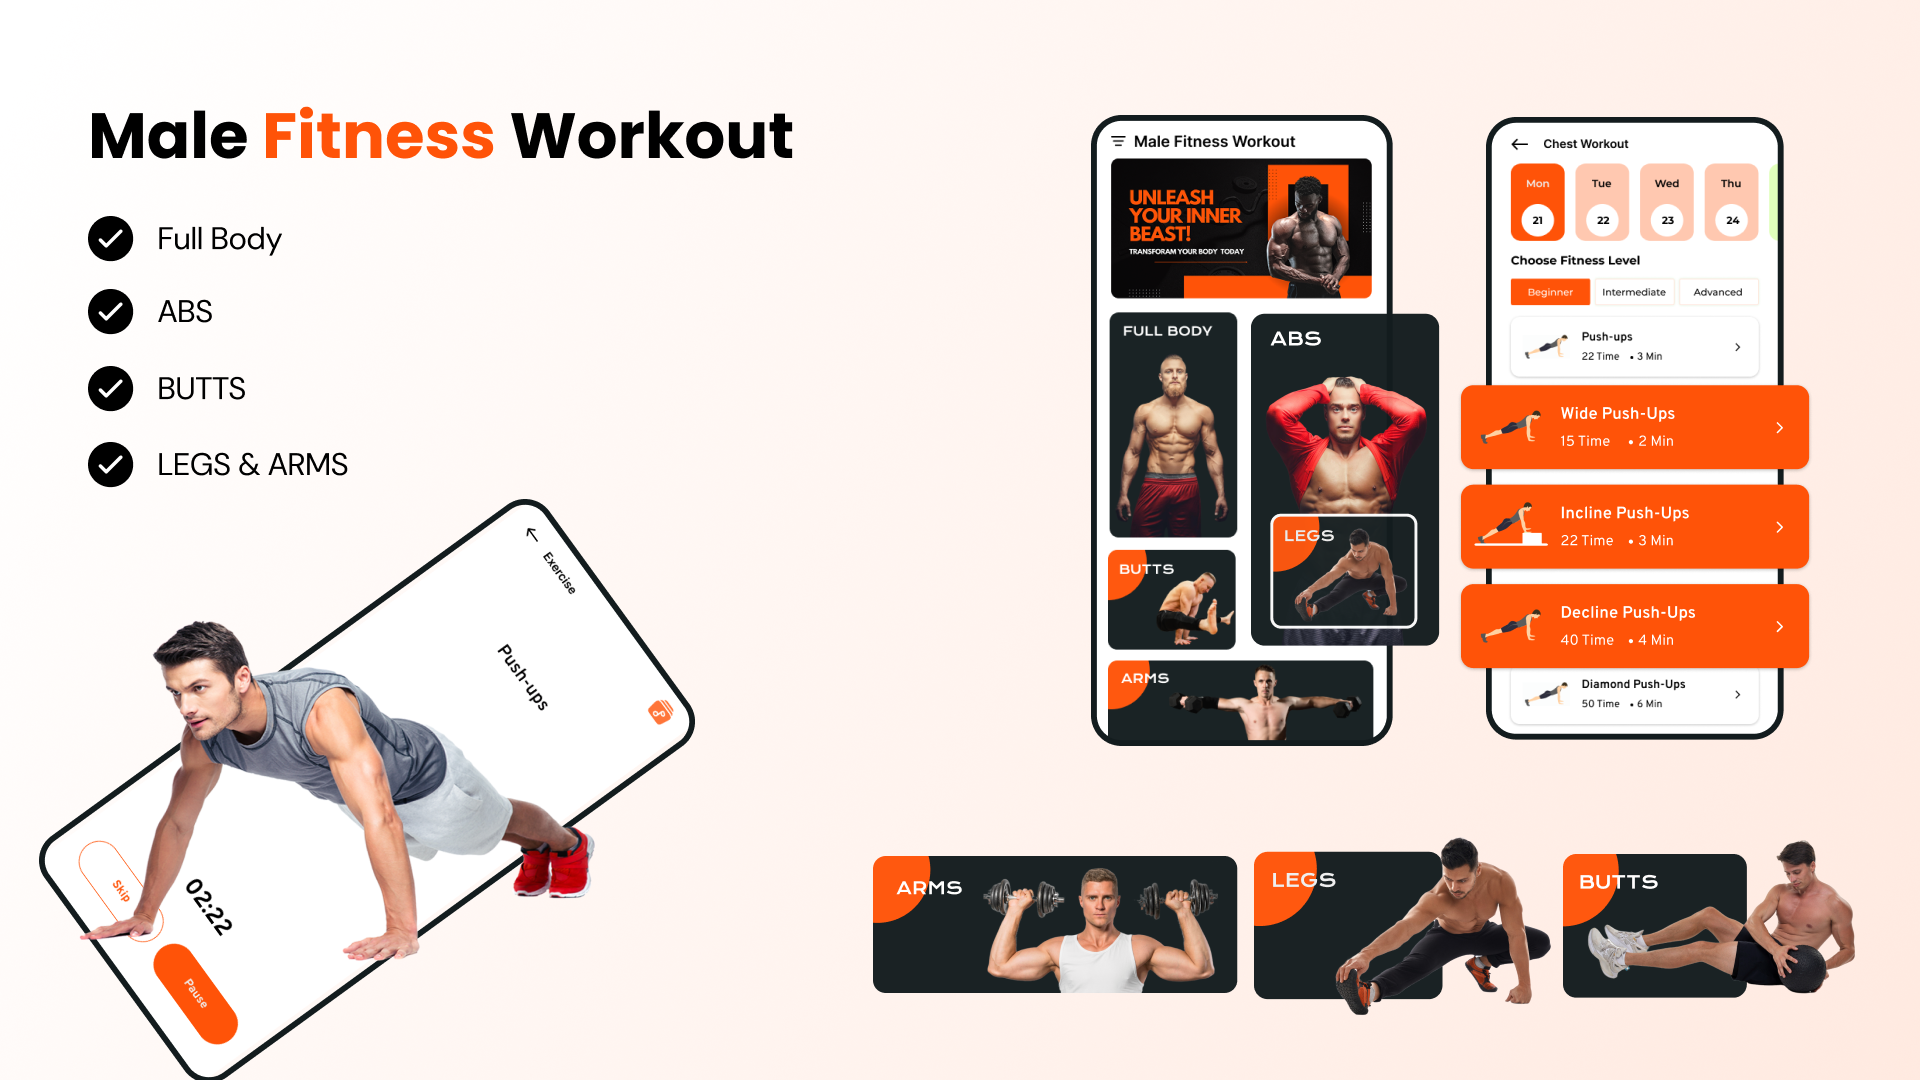 Male Fitness Workout
Full Body
ABS
BUTTS
LEGS & ARMS
Exercise
Push-ups
02:22
Skip
Pause
Male Fitness Workout
UNLEASH
YOUR INNER
BEAST!
TRANSFORAM YOUR BODY TODAY
FULL BODY
ABS
LEGS
BUTTS
ARMS
Chest Workout
Mon Tue Wed Thu
21 22 23 24
Choose Fitness Level
Beginner Intermediate Advanced
Push-ups
22 Time • 3 Min
Wide Push-Ups
15 Time • 2 Min
Incline Push-Ups
22 Time • 3 Min
Decline Push-Ups
40 Time • 4 Min
Diamond Push-Ups
50 Time • 6 Min
ARMS
LEGS
BUTTS